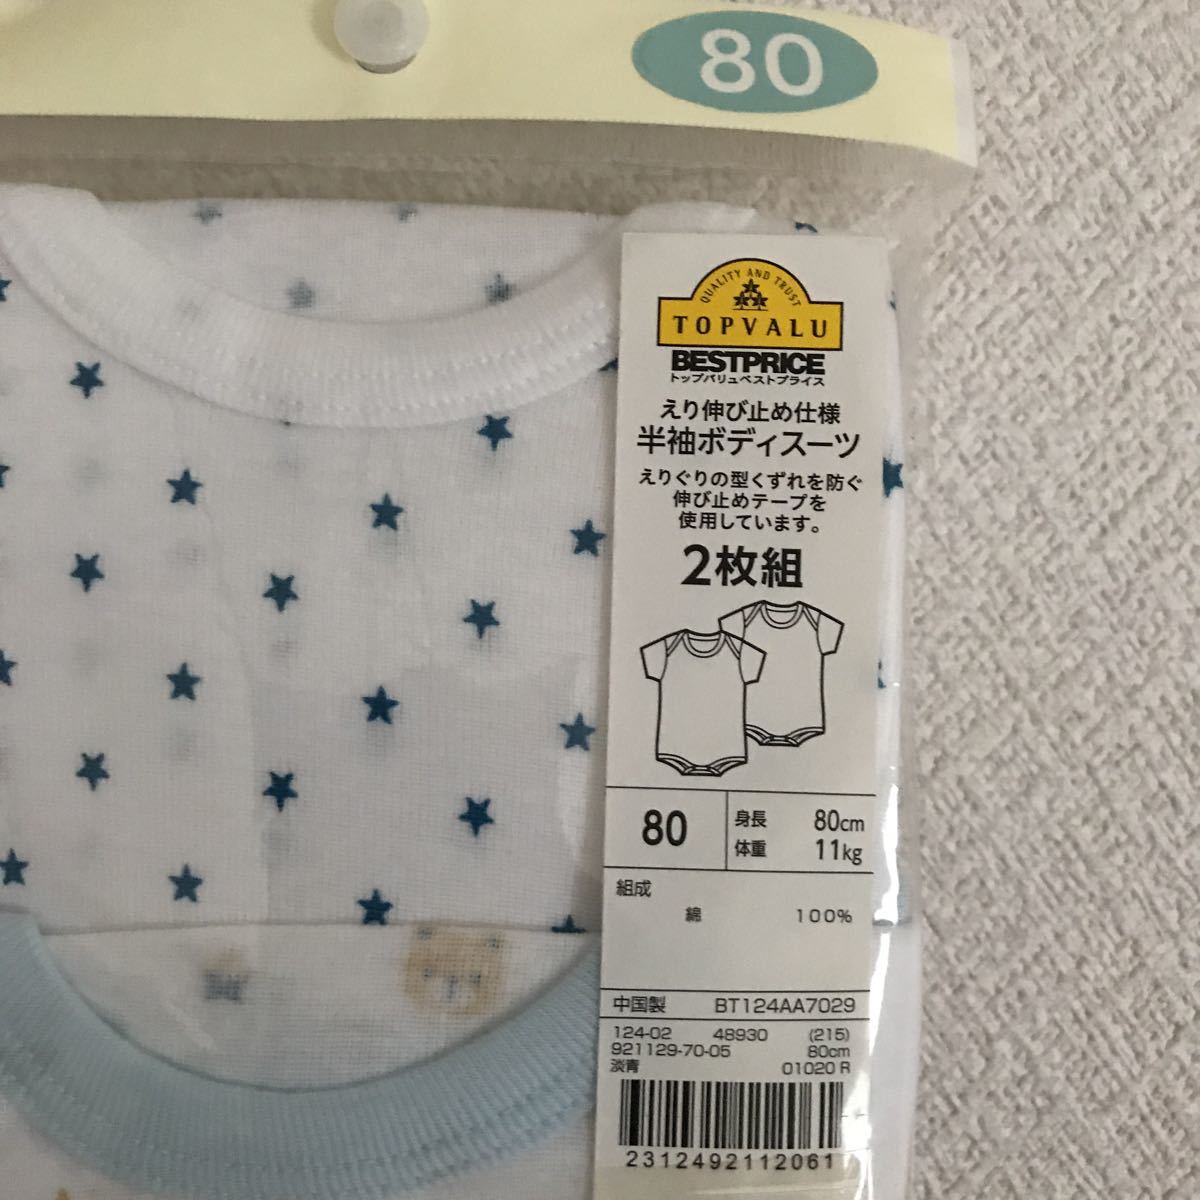 80
QUALITY AND TRUST
TOPVALU
BESTPRICE
トップバリュベストプライス
えり伸び止め仕様
半袖ボディスーツ
えりぐりの型くずれを防ぐ
伸び止めテープを
使用しています。
2枚組
80
身長 80cm
体重 11kg
組成
綿 100%
中国製 BT124AA7029
124-02 48930 (215)
921129-70-05 80cm
淡青 01020 R
2312492112061